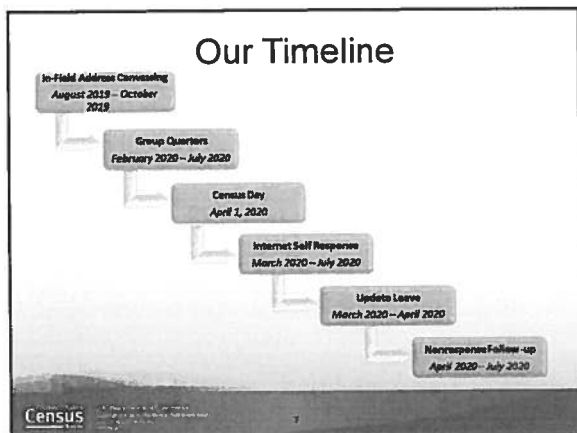 Our Timeline
In-Field Address Canvassing
August 2019 – October
2019
Group Quarters
February 2020 – July 2020
Census Day
April 1, 2020
Internet Self Response
March 2020 – July 2020
Update Leave
March 2020 – April 2020
Nonresponse Follow-up
April 2020 – July 2020
Census
7